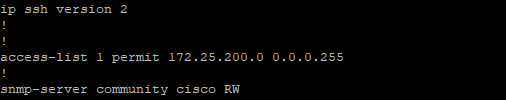 ip ssh version 2
!
!
access-list 1 permit 172.25.200.0 0.0.0.255
!
snmp-server community cisco RW